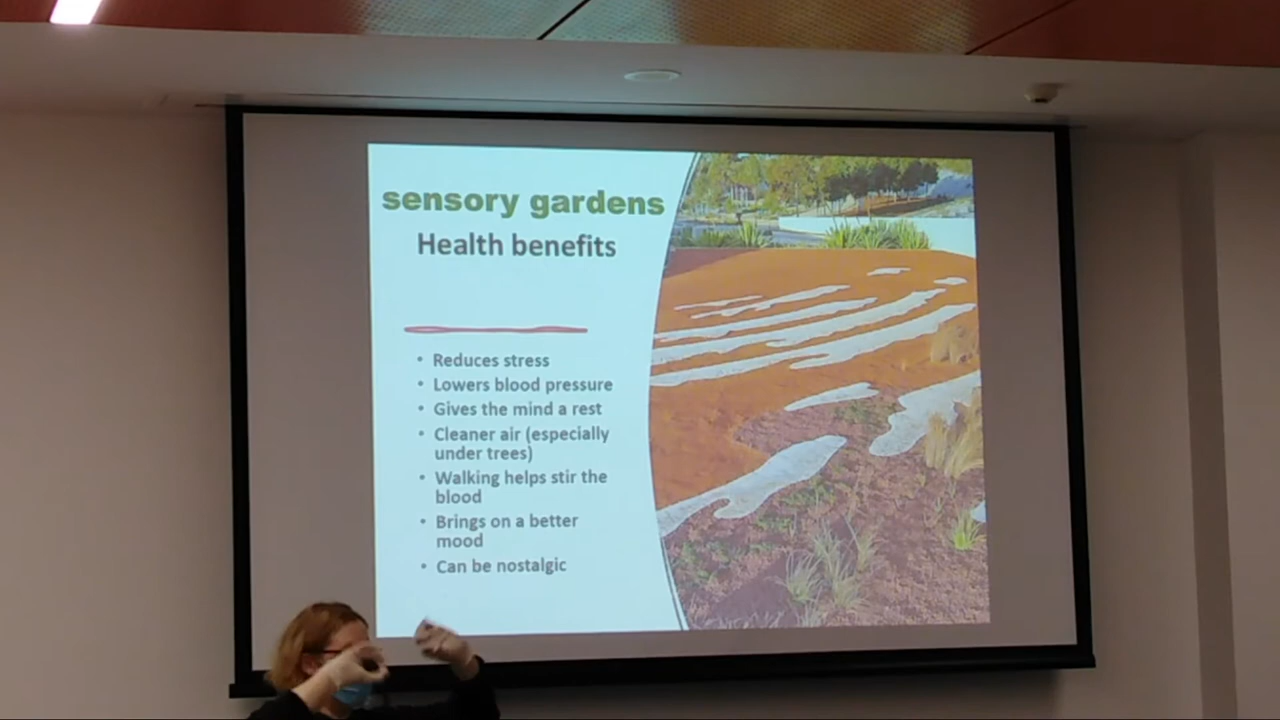 sensory gardens
Health benefits
• Reduces stress
• Lowers blood pressure
• Gives the mind a rest
• Cleaner air (especially
under trees)
• Walking helps stir the
blood
• Brings on a better
mood
• Can be nostalgic